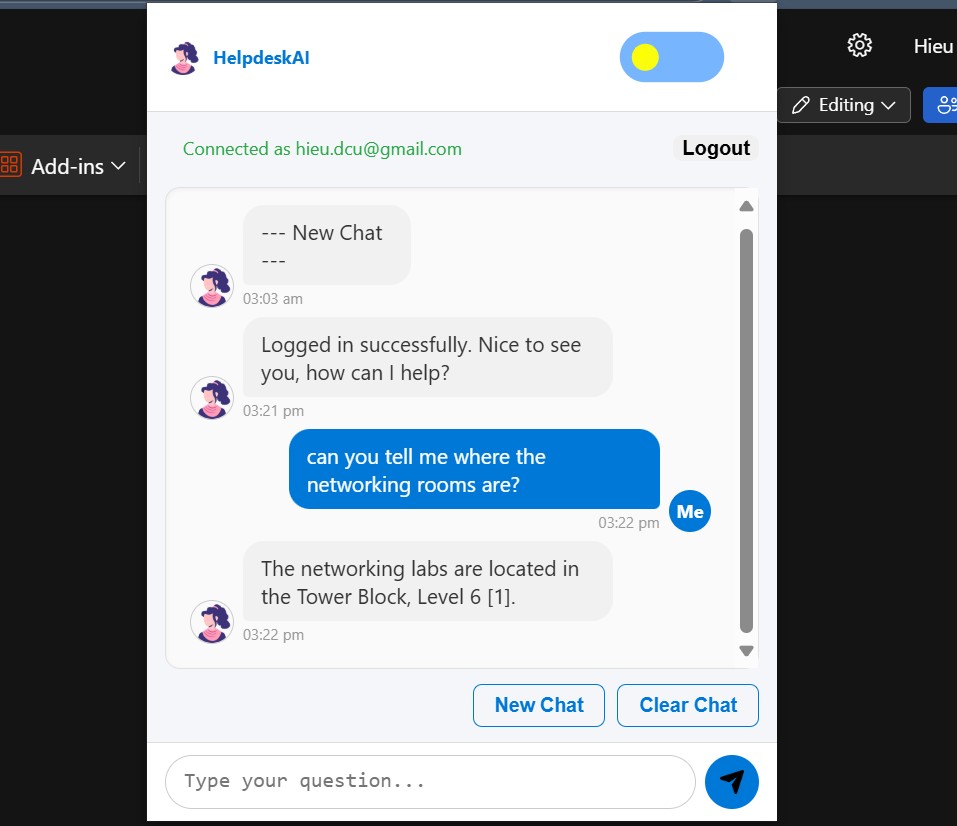 HelpdeskAI
Hieu
Editing
Add-ins
Connected as hieu.dcu@gmail.com
Logout
--- New Chat
---
03:03 am
Logged in successfully. Nice to see
you, how can I help?
03:21 pm
can you tell me where the
networking rooms are?
Me
03:22 pm
The networking labs are located in
the Tower Block, Level 6 [1].
03:22 pm
New Chat
Clear Chat
Type your question...